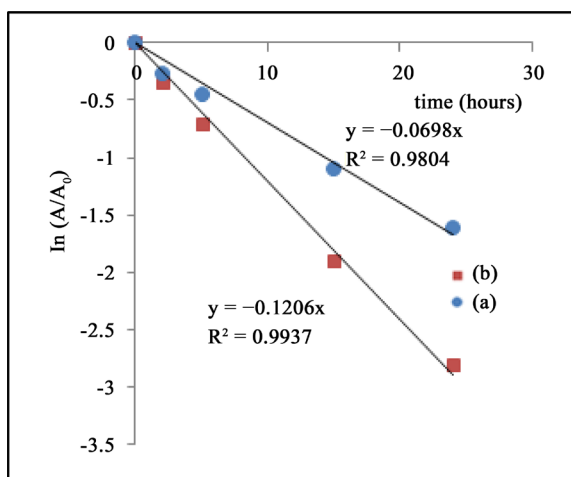 0
-0.5
-1
-1.5
-2
-2.5
-3
-3.5
0
10
20
30
time (hours)
y = −0.0698x
R² = 0.9804
y = −0.1206x
R² = 0.9937
(b)
(a)
In (A/A₀)